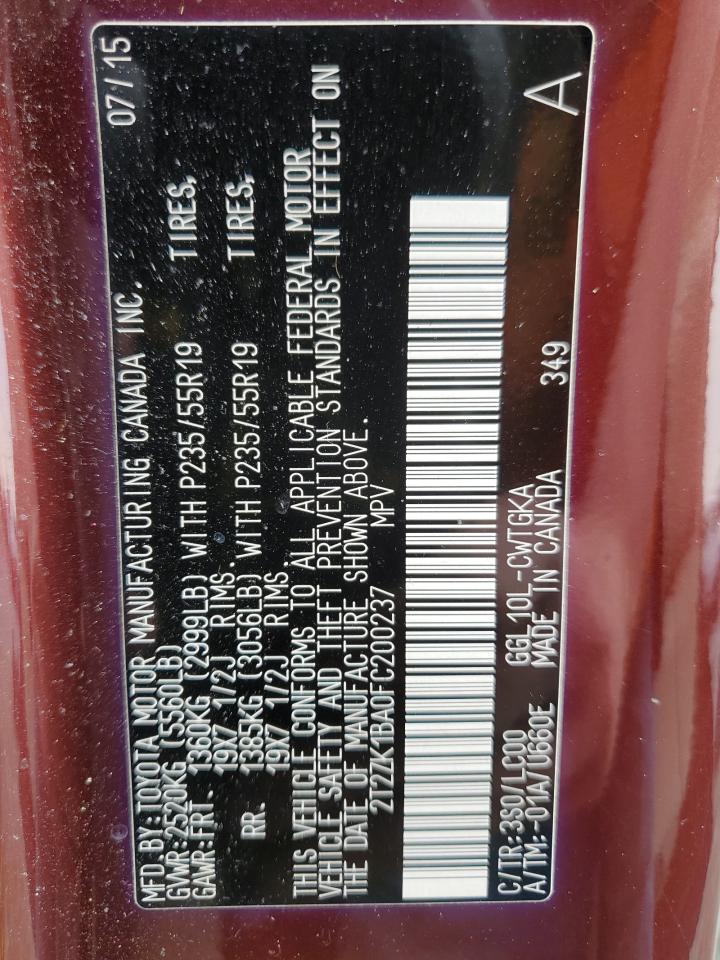 MFD. BY: TOYOTA MOTOR MANUFACTURING CANADA INC. 07/15
GVWR: 2520KG (5560LB)
GAWR: FRT. 1360KG (2999LB) WITH P235/55R19 TIRES,
19X7 1/2J RIMS.
RR. 1385KG (3056LB) WITH P235/55R19 TIRES,
19X7 1/2J RIMS.
THIS VEHICLE CONFORMS TO ALL APPLICABLE FEDERAL MOTOR
VEHICLE SAFETY AND THEFT PREVENTION STANDARDS IN EFFECT ON
THE DATE OF MANUFACTURE SHOWN ABOVE.
2T2ZK1BA0FC200237 MPV
C/TR: 3S0/LC00 GGL10L-CWTGKA
A/TM: -01A/U660E MADE IN CANADA 349 A